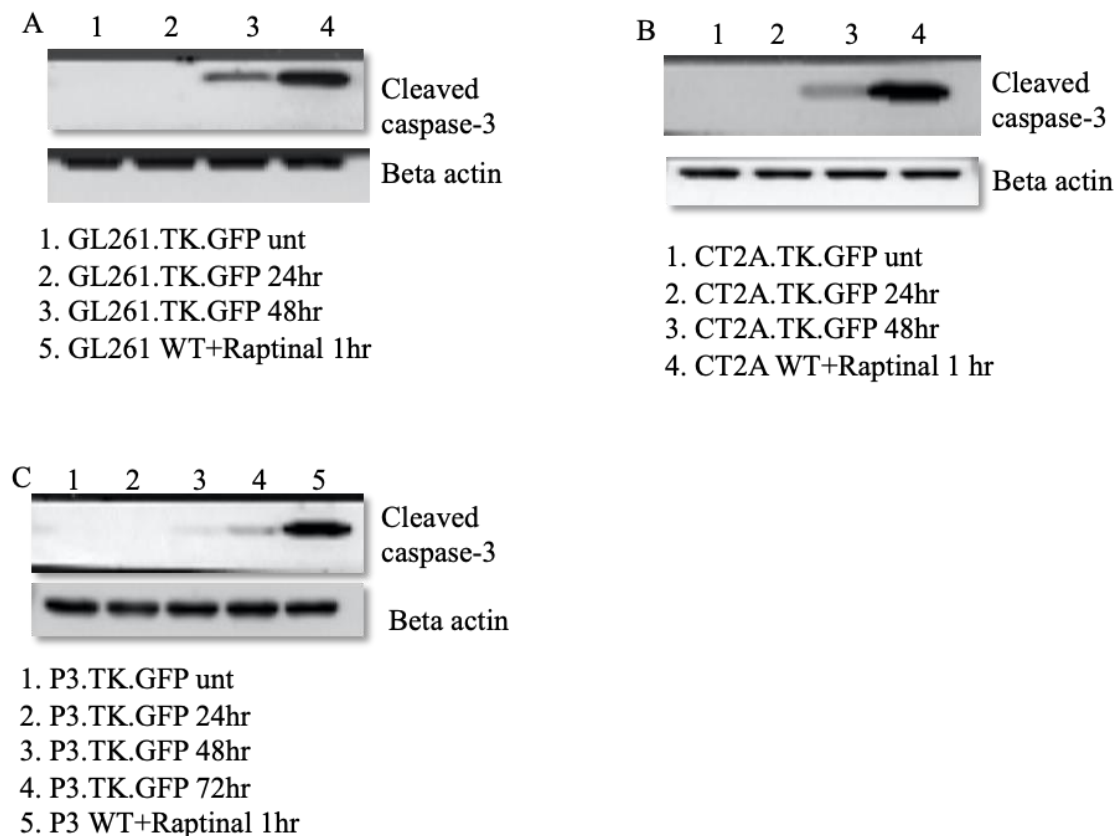 A 1 2 3 4
Cleaved
caspase-3
Beta actin
1. GL261.TK.GFP unt
2. GL261.TK.GFP 24hr
3. GL261.TK.GFP 48hr
5. GL261 WT+Raptinal 1hr
B 1 2 3 4
Cleaved
caspase-3
Beta actin
1. CT2A.TK.GFP unt
2. CT2A.TK.GFP 24hr
3. CT2A.TK.GFP 48hr
4. CT2A WT+Raptinal 1 hr
C 1 2 3 4 5
Cleaved
caspase-3
Beta actin
1. P3.TK.GFP unt
2. P3.TK.GFP 24hr
3. P3.TK.GFP 48hr
4. P3.TK.GFP 72hr
5. P3 WT+Raptinal 1hr